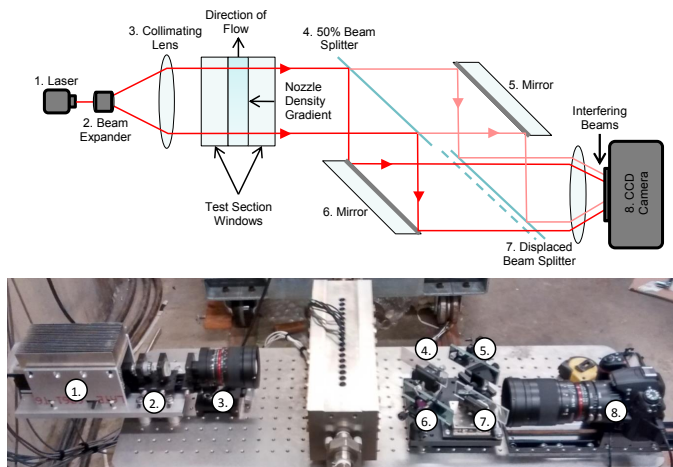 Direction of
Flow
3. Collimating
Lens
4. 50% Beam
Splitter
1. Laser
5. Mirror
Nozzle
Density
Gradient
2. Beam
Expander
Interfering
Beams
8. CCD
Camera
Test Section
Windows
6. Mirror
7. Displaced
Beam Splitter
1.
2.
3.
4.
5.
6.
7.
8.